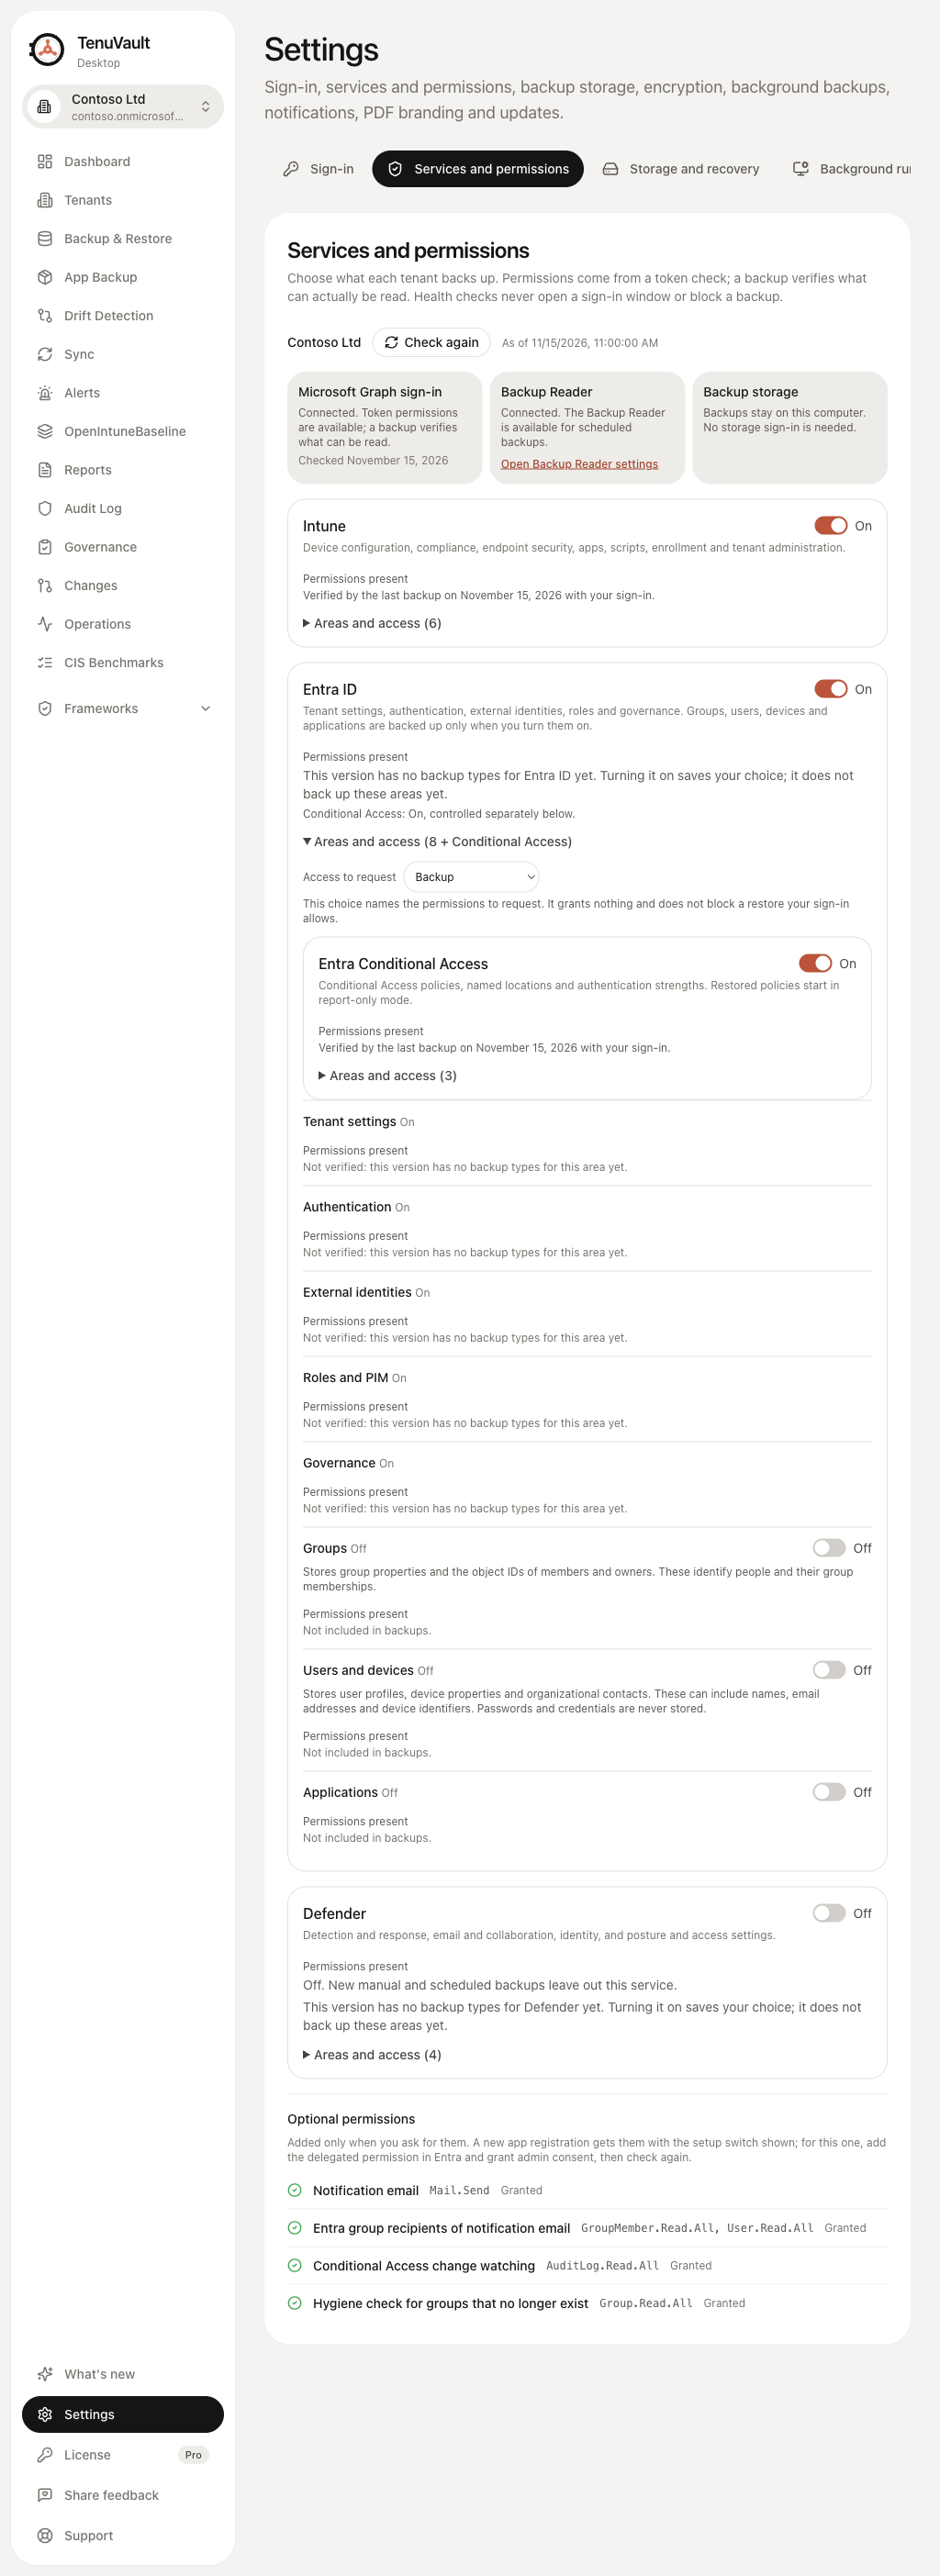 TenuVault
Desktop
Contoso Ltd
contoso.onmicrosof...
Dashboard
Tenants
Backup & Restore
App Backup
Drift Detection
Sync
Alerts
OpenIntuneBaseline
Reports
Audit Log
Governance
Changes
Operations
CIS Benchmarks
Frameworks
What's new
Settings
License
Pro
Share feedback
Support
Settings
Sign-in, services and permissions, backup storage, encryption, background backups,
notifications, PDF branding and updates.
Sign-in
Services and permissions
Storage and recovery
Background ru
Services and permissions
Choose what each tenant backs up. Permissions come from a token check; a backup verifies what
can actually be read. Health checks never open a sign-in window or block a backup.
Contoso Ltd
Check again
As of 11/15/2026, 11:00:00 AM
Microsoft Graph sign-in
Connected. Token permissions
are available; a backup verifies
what can be read.
Checked November 15, 2026
Backup Reader
Connected. The Backup Reader
is available for scheduled
backups.
Open Backup Reader settings
Backup storage
Backups stay on this computer.
No storage sign-in is needed.
Intune
On
Device configuration, compliance, endpoint security, apps, scripts, enrollment and tenant administration.
Permissions present
Verified by the last backup on November 15, 2026 with your sign-in.
Areas and access (6)
Entra ID
On
Tenant settings, authentication, external identities, roles and governance. Groups, users, devices and
applications are backed up only when you turn them on.
Permissions present
This version has no backup types for Entra ID yet. Turning it on saves your choice; it does not
back up these areas yet.
Conditional Access: On, controlled separately below.
Areas and access (8 + Conditional Access)
Access to request
Backup
This choice names the permissions to request. It grants nothing and does not block a restore your sign-in
allows.
Entra Conditional Access
On
Conditional Access policies, named locations and authentication strengths. Restored policies start in
report-only mode.
Permissions present
Verified by the last backup on November 15, 2026 with your sign-in.
Areas and access (3)
Tenant settings On
Permissions present
Not verified: this version has no backup types for this area yet.
Authentication On
Permissions present
Not verified: this version has no backup types for this area yet.
External identities On
Permissions present
Not verified: this version has no backup types for this area yet.
Roles and PIM On
Permissions present
Not verified: this version has no backup types for this area yet.
Governance On
Permissions present
Not verified: this version has no backup types for this area yet.
Groups Off
Off
Stores group properties and the object IDs of members and owners. These identify people and their group
memberships.
Permissions present
Not included in backups.
Users and devices Off
Off
Stores user profiles, device properties and organizational contacts. These can include names, email
addresses and device identifiers. Passwords and credentials are never stored.
Permissions present
Not included in backups.
Applications Off
Off
Permissions present
Not included in backups.
Defender
Off
Detection and response, email and collaboration, identity, and posture and access settings.
Permissions present
Off. New manual and scheduled backups leave out this service.
This version has no backup types for Defender yet. Turning it on saves your choice; it does not
back up these areas yet.
Areas and access (4)
Optional permissions
Added only when you ask for them. A new app registration gets them with the setup switch shown; for this one, add
the delegated permission in Entra and grant admin consent, then check again.
Notification email Mail.Send Granted
Entra group recipients of notification email GroupMember.Read.All, User.Read.All Granted
Conditional Access change watching AuditLog.Read.All Granted
Hygiene check for groups that no longer exist Group.Read.All Granted